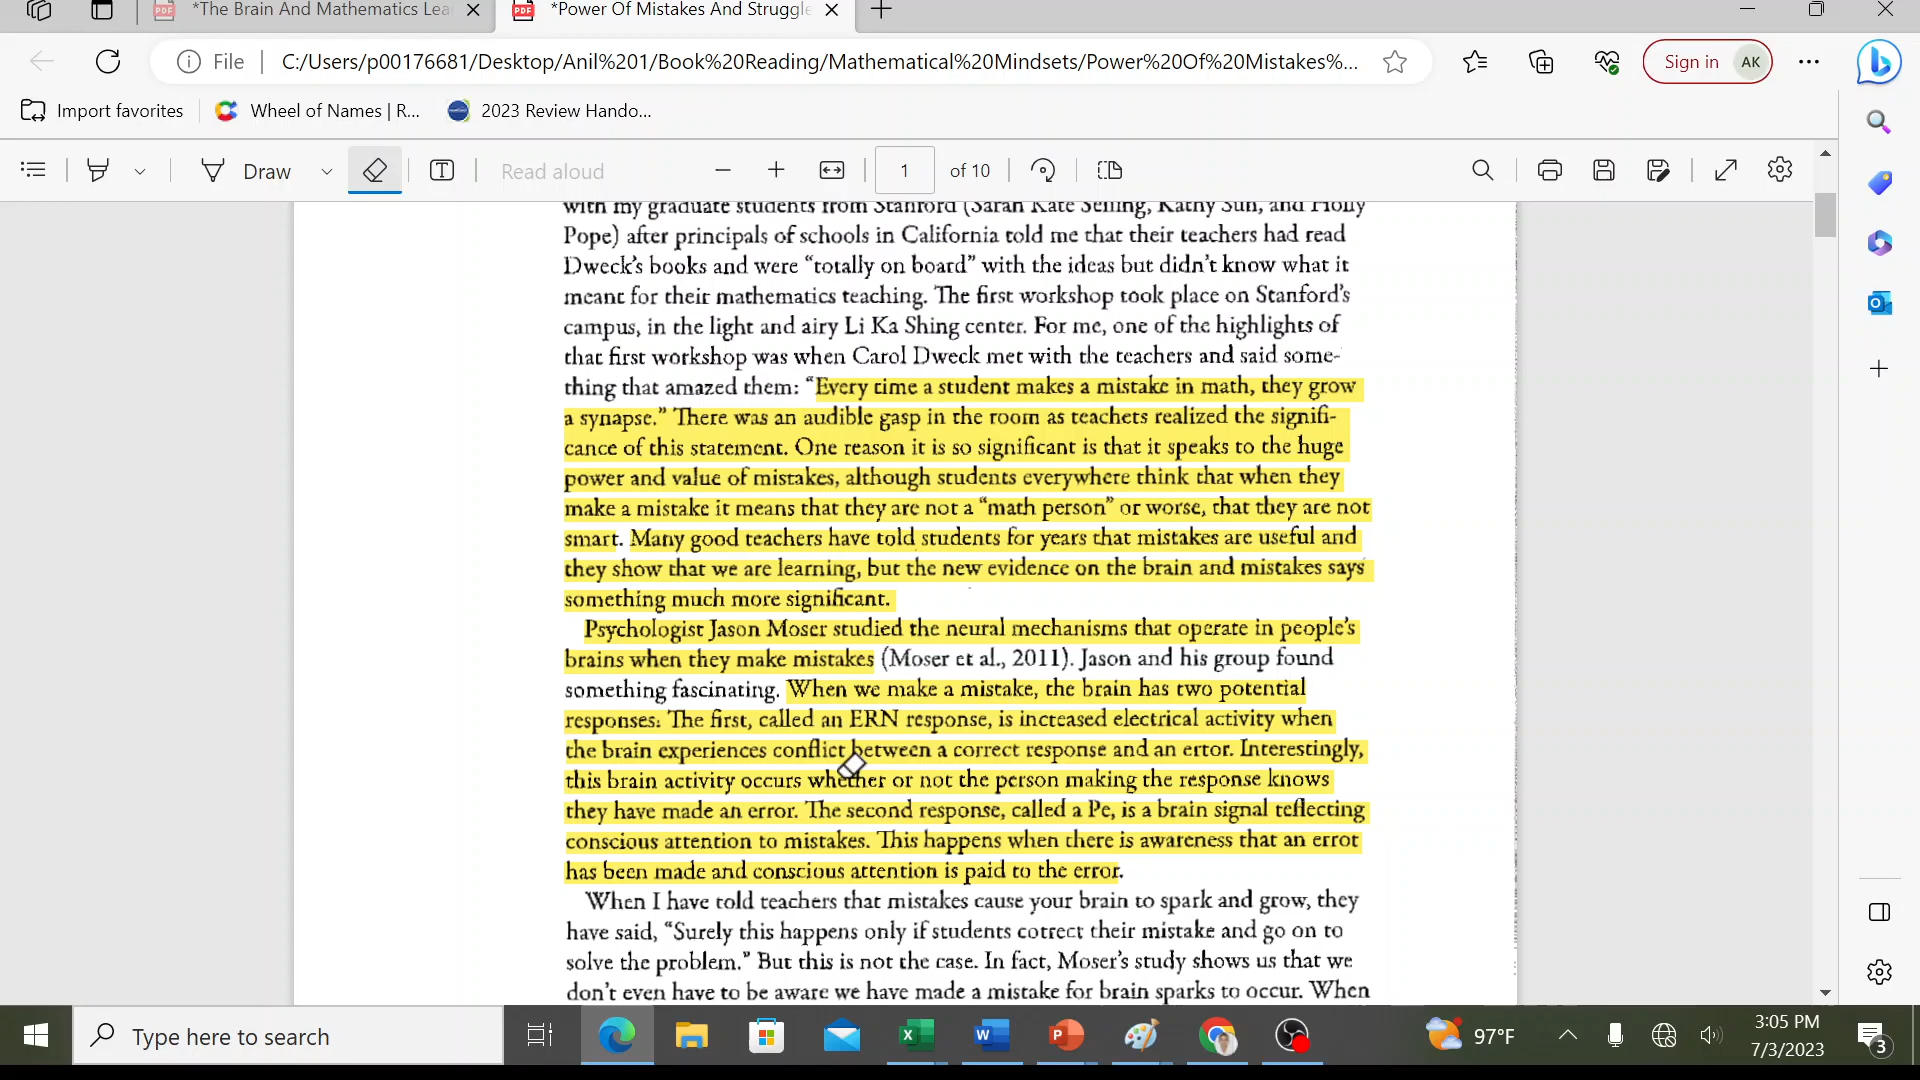 *The Brain And Mathematics Lea
*Power Of Mistakes And Struggle
File
C:/Users/p00176681/Desktop/Anil%201/Book%20Reading/Mathematical%20Mindsets/Power%20Of%20Mistakes%...
Sign in AK
Import favorites
Wheel of Names | R...
2023 Review Hando...
Draw
Read aloud
1 of 10
with my graduate students from Stanford (Sarah Kate Selling, Kathy Sun, and Holly
Pope) after principals of schools in California told me that their teachers had read
Dweck's books and were “totally on board” with the ideas but didn't know what it
meant for their mathematics teaching. The first workshop took place on Stanford's
campus, in the light and airy Li Ka Shing center. For me, one of the highlights of
that first workshop was when Carol Dweck met with the teachers and said some-
thing that amazed them: “Every time a student makes a mistake in math, they grow
a synapse.” There was an audible gasp in the room as teachers realized the signifi-
cance of this statement. One reason it is so significant is that it speaks to the huge
power and value of mistakes, although students everywhere think that when they
make a mistake it means that they are not a “math person” or worse, that they are not
smart. Many good teachers have told students for years that mistakes are useful and
they show that we are learning, but the new evidence on the brain and mistakes says
something much more significant.
Psychologist Jason Moser studied the neural mechanisms that operate in people's
brains when they make mistakes (Moser et al., 2011). Jason and his group found
something fascinating. When we make a mistake, the brain has two potential
responses. The first, called an ERN response, is increased electrical activity when
the brain experiences conflict between a correct response and an error. Interestingly,
this brain activity occurs whether or not the person making the response knows
they have made an error. The second response, called a Pe, is a brain signal reflecting
conscious attention to mistakes. This happens when there is awareness that an error
has been made and conscious attention is paid to the error.
When I have told teachers that mistakes cause your brain to spark and grow, they
have said, “Surely this happens only if students correct their mistake and go on to
solve the problem.” But this is not the case. In fact, Moser's study shows us that we
don't even have to be aware we have made a mistake for brain sparks to occur. When
Type here to search
97°F
3:05 PM
7/3/2023
3